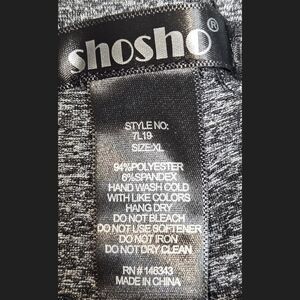 shosho®
STYLE NO:
7L19
SIZE:XL
94%POLYESTER
6%SPANDEX
HAND WASH COLD
WITH LIKE COLORS
HANG DRY
DO NOT BLEACH
DO NOT USE SOFTENER
DO NOT IRON
DO NOT DRY CLEAN
RN # 146343
MADE IN CHINA